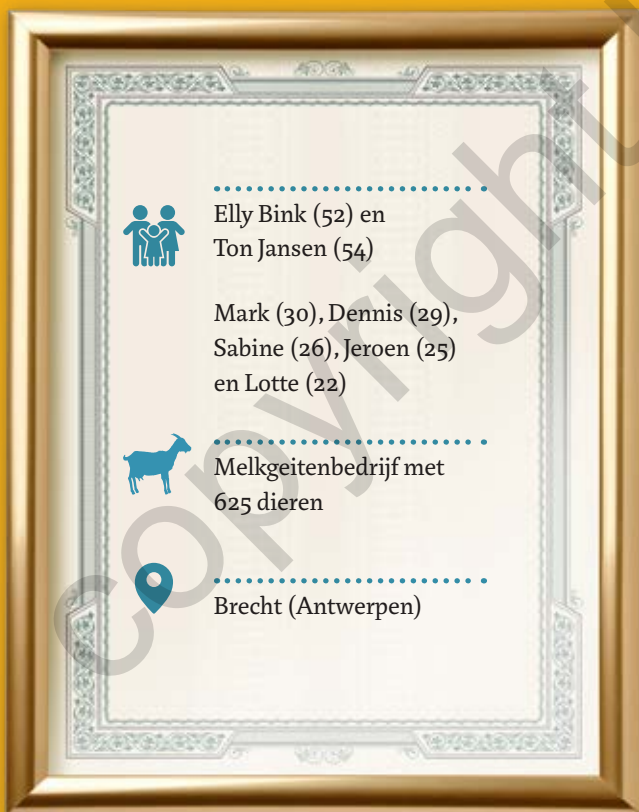 Elly Bink (52) en
Ton Jansen (54)
Mark (30), Dennis (29),
Sabine (26), Jeroen (25)
en Lotte (22)
Melkgeitenbedrijf met
625 dieren
Brecht (Antwerpen)
copyright